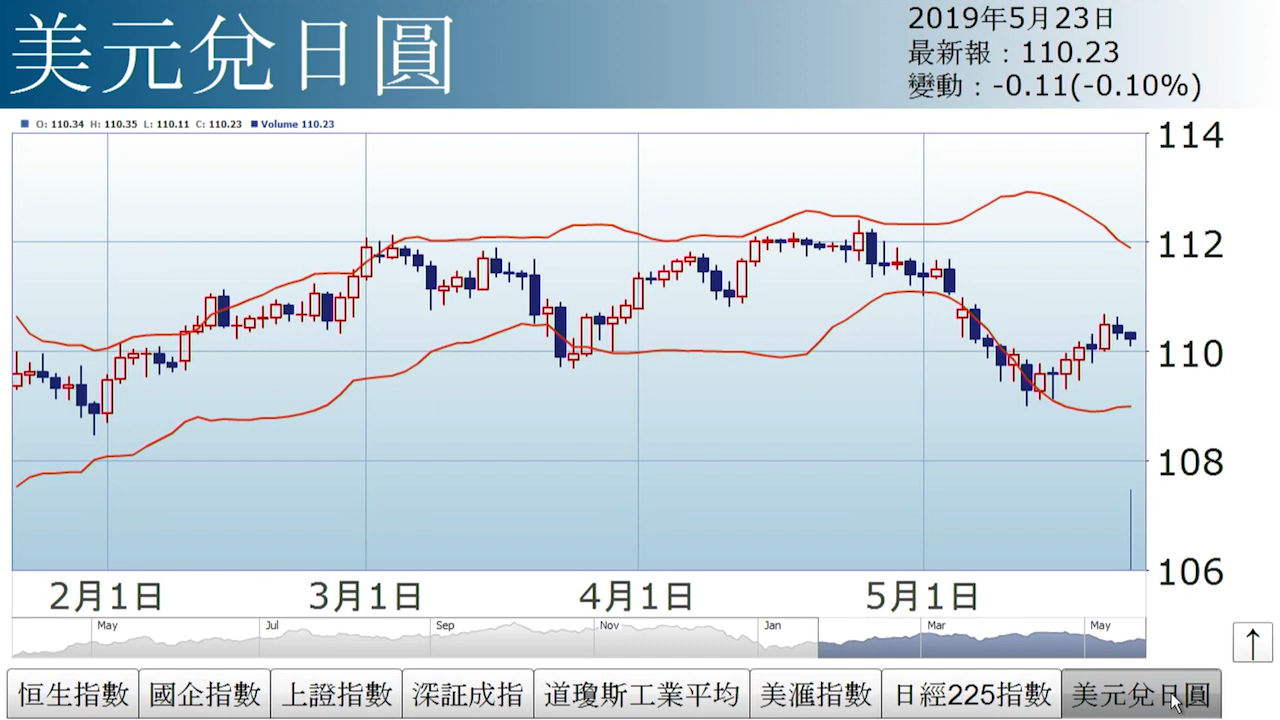 美元兌日圓
2019年5月23日
最新報：110.23
變動：-0.11(-0.10%)
O: 110.34 H: 110.35 L: 110.11 C: 110.23 Volume 110.23
114
112
110
108
106
2月1日 3月1日 4月1日 5月1日
May Jul Sep Nov Jan Mar May
↑
恒生指數 國企指數 上證指數 深証成指 道瓊斯工業平均 美滙指數 日經225指數 美元兌日圓